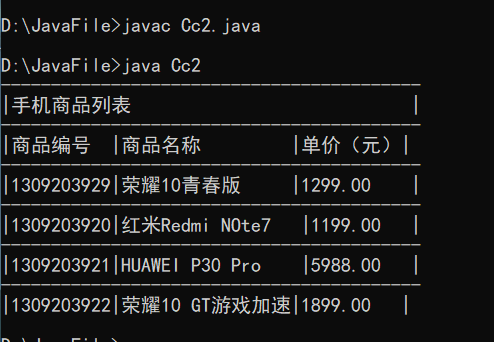 D:\JavaFile>javac Cc2.java
D:\JavaFile>java Cc2
------------------------------------------
|手机商品列表                            |
------------------------------------------
|商品编号  |商品名称         |单价（元）|
------------------------------------------
|1309203929|荣耀10青春版     |1299.00    |
------------------------------------------
|1309203920|红米Redmi NOte7   |1199.00   |
------------------------------------------
|1309203921|HUAWEI P30 Pro    |5988.00   |
------------------------------------------
|1309203922|荣耀10 GT游戏加速|1899.00   |